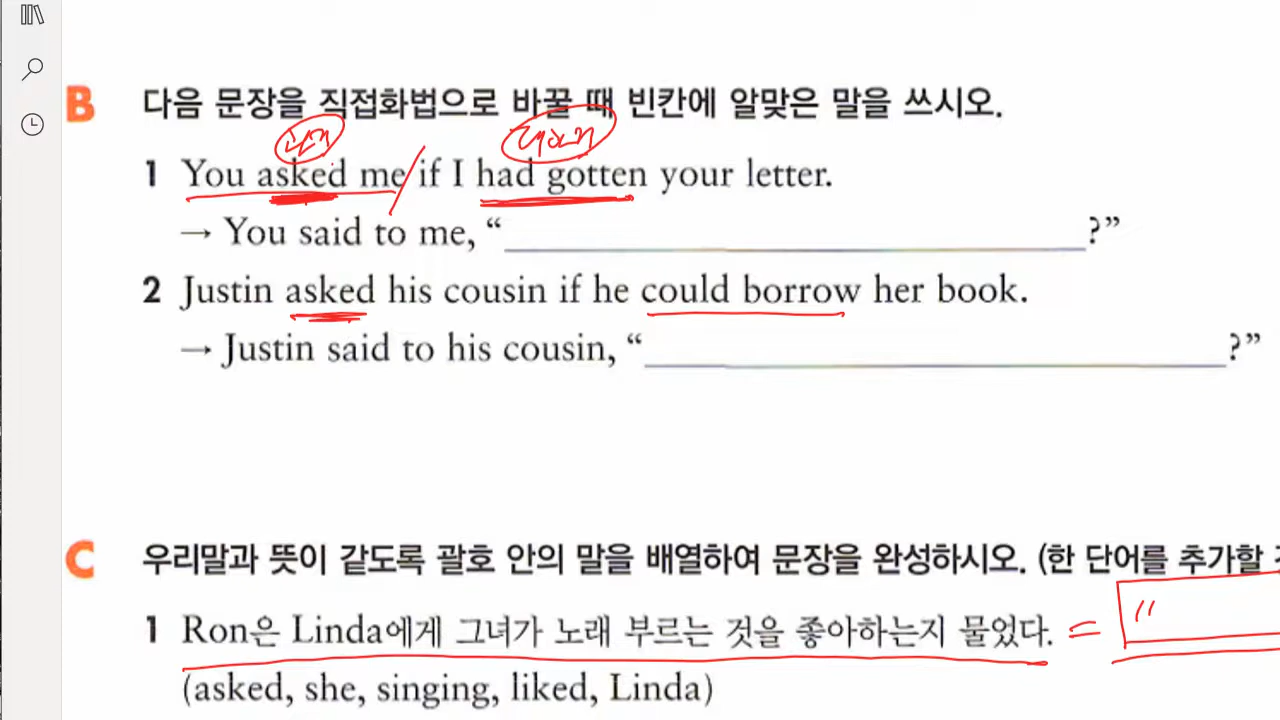 B 다음 문장을 직접화법으로 바꿀 때 빈칸에 알맞은 말을 쓰시오.
과거 대과거
1 You asked me / if I had gotten your letter.
→ You said to me, “ ?”
2 Justin asked his cousin if he could borrow her book.
→ Justin said to his cousin, “ ?”
C 우리말과 뜻이 같도록 괄호 안의 말을 배열하여 문장을 완성하시오. (한 단어를 추가할
1 Ron은 Linda에게 그녀가 노래 부르는 것을 좋아하는지 물었다. = "
(asked, she, singing, liked, Linda)